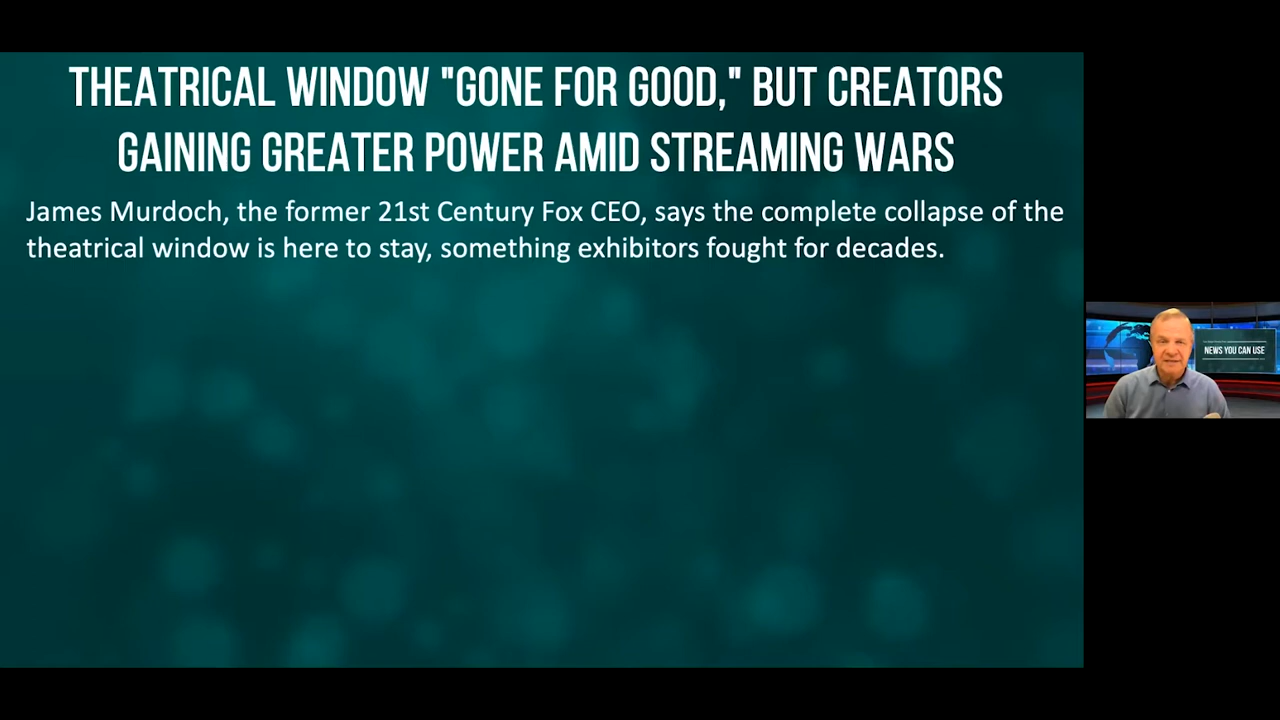 THEATRICAL WINDOW "GONE FOR GOOD," BUT CREATORS
GAINING GREATER POWER AMID STREAMING WARS
James Murdoch, the former 21st Century Fox CEO, says the complete collapse of the
theatrical window is here to stay, something exhibitors fought for decades.
NEWS YOU CAN USE